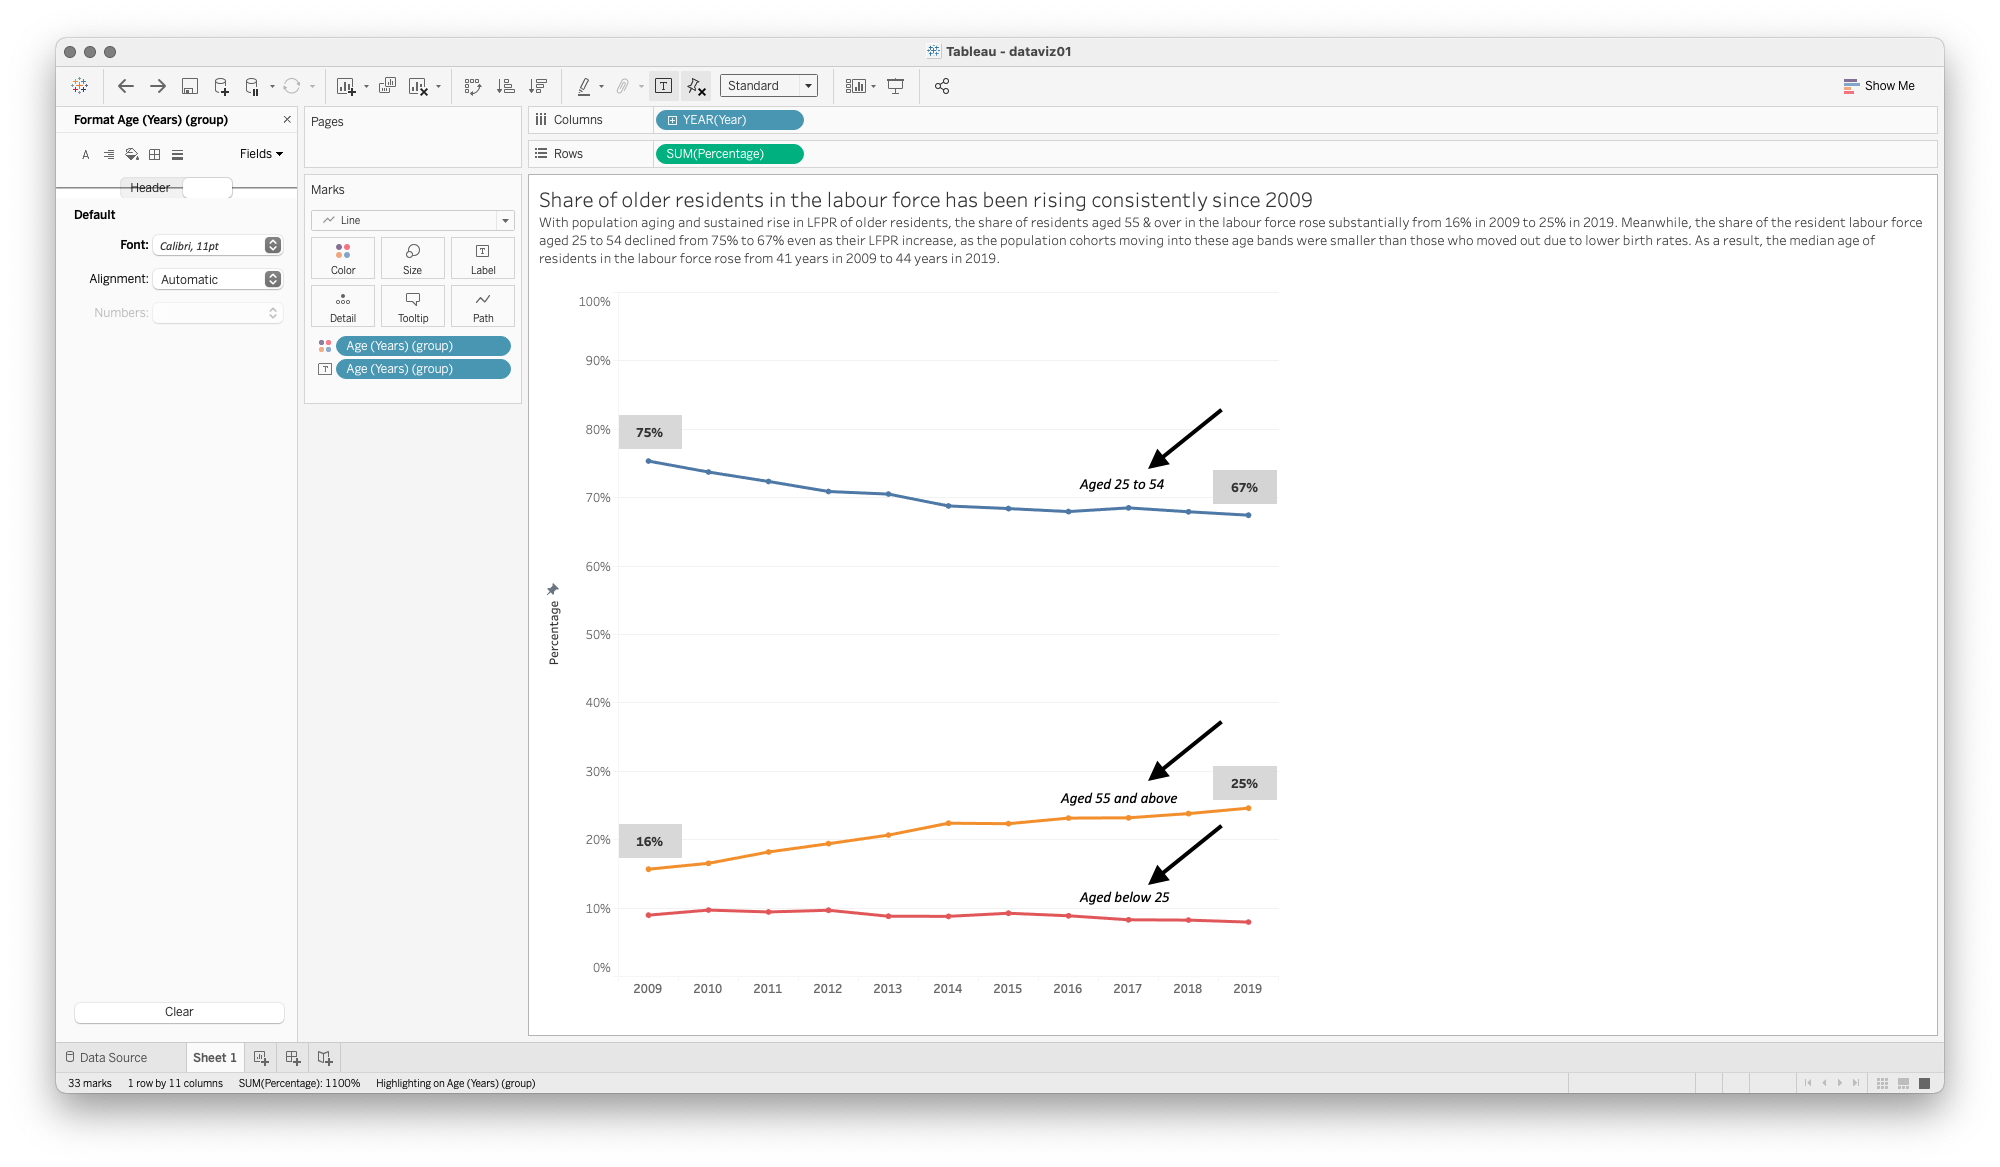 Tableau - dataviz01
Standard
Show Me
Format Age (Years) (group)
Fields
Header
Default
Font: Calibri, 11pt
Alignment: Automatic
Numbers:
Clear
Pages
Marks
Line
Color Size Label
Detail Tooltip Path
Age (Years) (group)
T Age (Years) (group)
Columns YEAR(Year)
Rows SUM(Percentage)
Share of older residents in the labour force has been rising consistently since 2009
With population aging and sustained rise in LFPR of older residents, the share of residents aged 55 & over in the labour force rose substantially from 16% in 2009 to 25% in 2019. Meanwhile, the share of the resident labour force
aged 25 to 54 declined from 75% to 67% even as their LFPR increase, as the population cohorts moving into these age bands were smaller than those who moved out due to lower birth rates. As a result, the median age of
residents in the labour force rose from 41 years in 2009 to 44 years in 2019.
100%
90%
80%
75%
Aged 25 to 54
67%
70%
60%
Percentage
50%
40%
30%
25%
Aged 55 and above
20%
16%
Aged below 25
10%
0%
2009 2010 2011 2012 2013 2014 2015 2016 2017 2018 2019
Data Source Sheet 1
33 marks 1 row by 11 columns SUM(Percentage): 1100% Highlighting on Age (Years) (group)